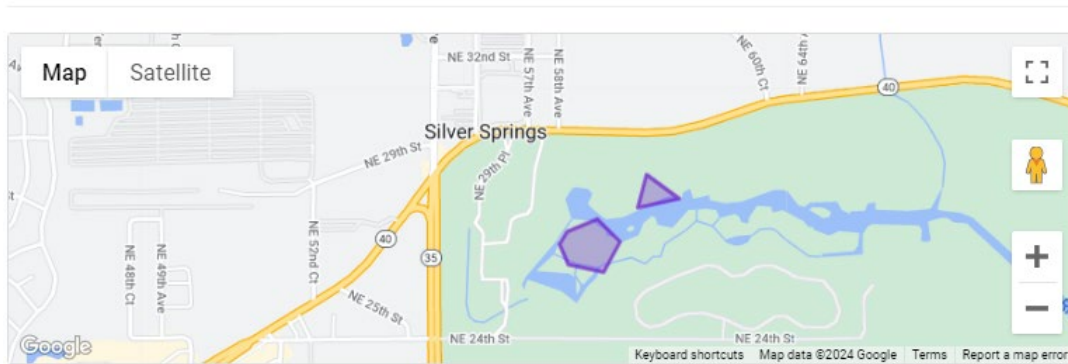 Map
Satellite
NE 32nd St
NE 57th Ave
NE 58th Ave
NE 60th Ct
NE 64th
40
Silver Springs
NE 29th St
NE 29th Pl
NE 52nd Ct
40
35
NE 48th Ct
NE 49th Ave
NE 25th St
NE 24th St
NE 24th St
Google
Keyboard shortcuts
Map data ©2024 Google
Terms
Report a map error